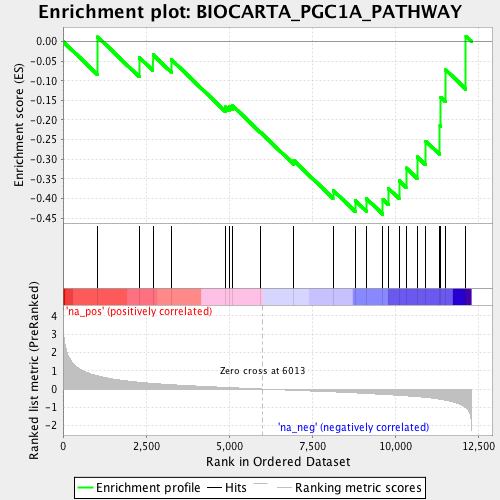 Enrichment plot: BIOCARTA_PGC1A_PATHWAY
Enrichment score (ES)
0.00
-0.05
-0.10
-0.15
-0.20
-0.25
-0.30
-0.35
-0.40
-0.45
'na_pos' (positively correlated)
Ranked list metric (PreRanked)
4
3
2
1
0
-1
-2
Zero cross at 6013
'na_neg' (negatively correlated)
0
2,500
5,000
7,500
10,000
12,500
Rank in Ordered Dataset
Enrichment profile
Hits
Ranking metric scores